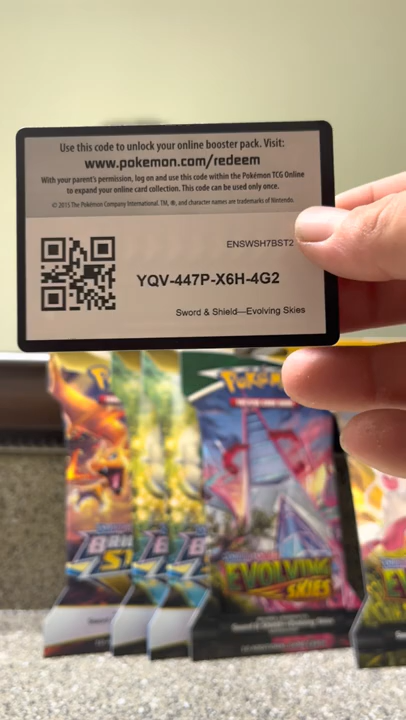 Use this code to unlock your online booster pack. Visit:
www.pokemon.com/redeem
With your parent's permission, log on and use this code within the Pokémon TCG Online
to expand your online card collection. This code can be used only once.
© 2015 The Pokémon Company International. TM, ®, and character names are trademarks of Nintendo.
ENSWSH7BST2
YQV-447P-X6H-4G2
Sword & Shield—Evolving Skies
POKÉM
BRI
ST
B
B
EVOLVING
SKIES